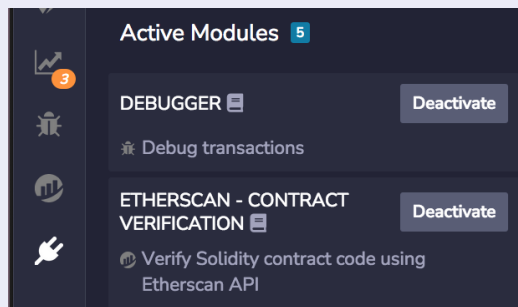 Active Modules 5
3
DEBUGGER
Deactivate
Debug transactions
ETHERSCAN - CONTRACT
VERIFICATION
Deactivate
Verify Solidity contract code using
Etherscan API